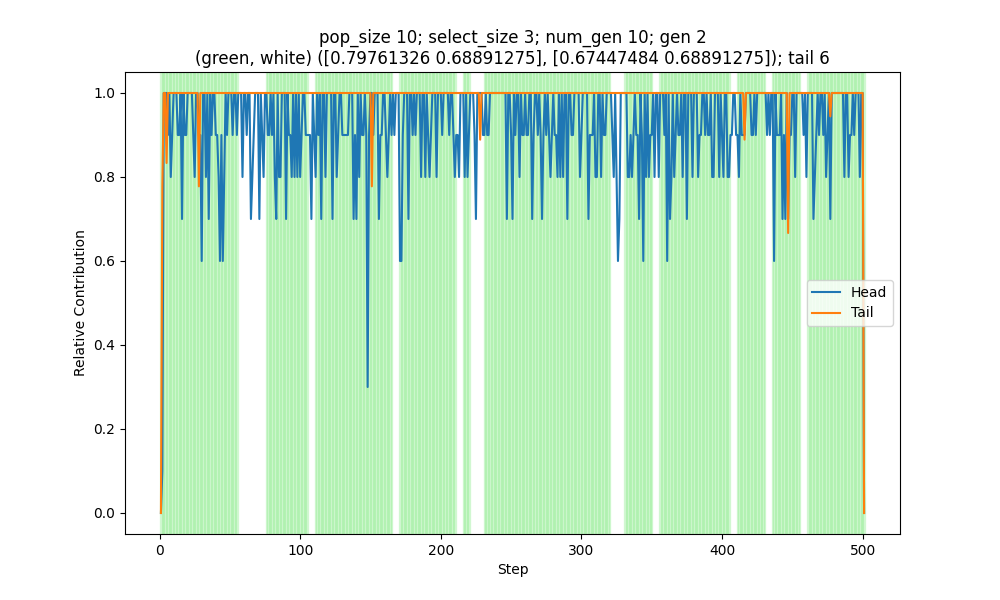 pop_size 10; select_size 3; num_gen 10; gen 2
(green, white) ([0.79761326 0.68891275], [0.67447484 0.68891275]); tail 6
1.0
0.8
0.6
0.4
0.2
0.0
Relative Contribution
Head
Tail
0 100 200 300 400 500
Step